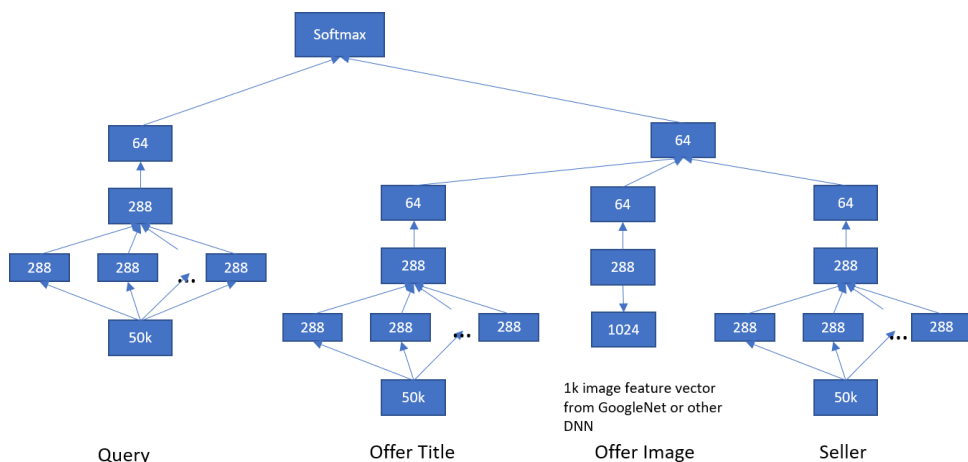 Softmax
64
64
288
64
64
64
288
288
288
...
288
288
288
50k
288
288
...
288
1024
288
288
...
288
50k
1k image feature vector
from GoogleNet or other
DNN
50k
Query
Offer Title
Offer Image
Seller